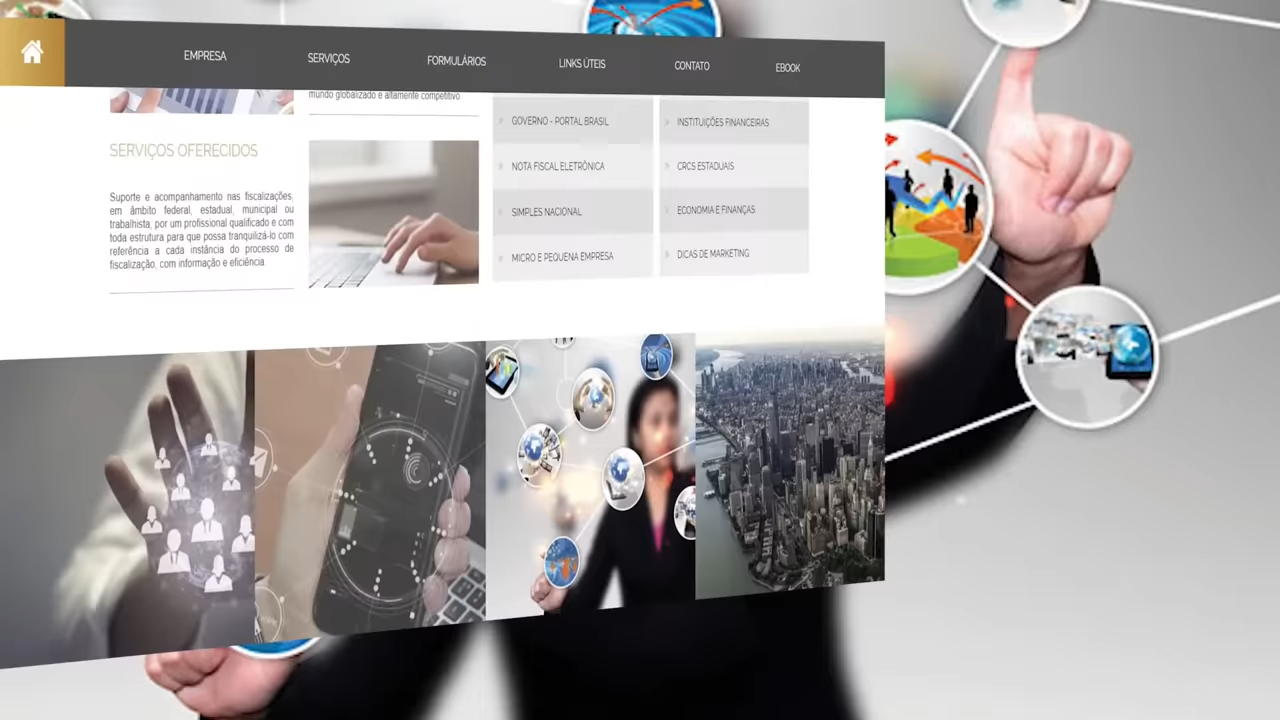 EMPRESA
SERVIÇOS
FORMULÁRIOS
LINKS ÚTEIS
CONTATO
EBOOK
mundo globalizado e altamente competitivo
SERVIÇOS OFERECIDOS
Suporte e acompanhamento nas fiscalizações,
em âmbito federal, estadual, municipal ou
trabalhista, por um profissional qualificado e com
toda estrutura para que possa tranquilizá-lo com
referência a cada instância do processo de
fiscalização, com informação e eficiência
GOVERNO - PORTAL BRASIL
NOTA FISCAL ELETRÔNICA
SIMPLES NACIONAL
MICRO E PEQUENA EMPRESA
INSTITUIÇÕES FINANCEIRAS
CRCS ESTADUAIS
ECONOMIA E FINANÇAS
DICAS DE MARKETING